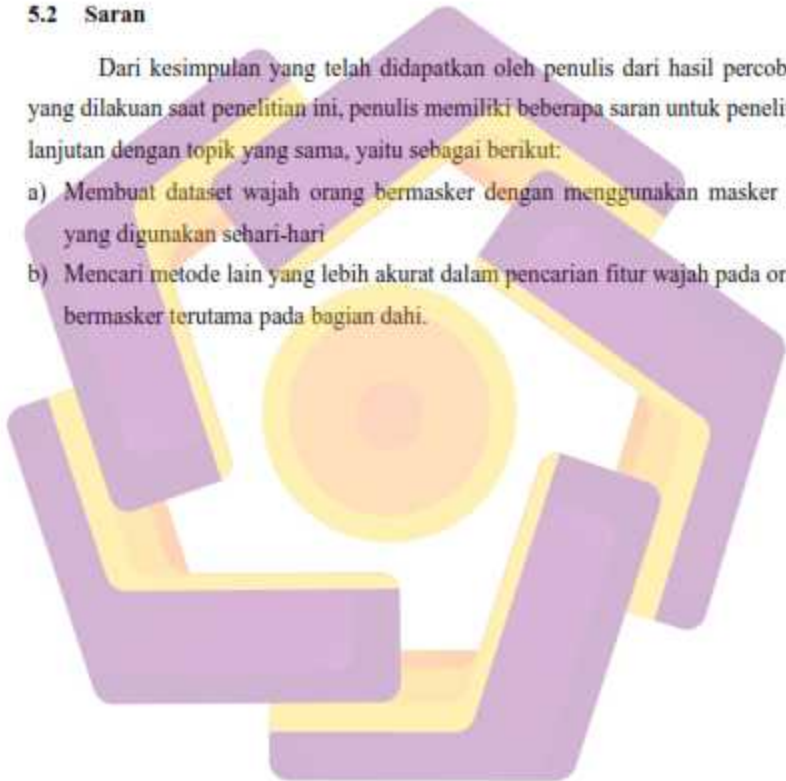 5.2 Saran
Dari kesimpulan yang telah didapatkan oleh penulis dari hasil percob
yang dilakuan saat penelitian ini, penulis memiliki beberapa saran untuk penelit
lanjutan dengan topik yang sama, yaitu sebagai berikut:
a) Membuat dataset wajah orang bermasker dengan menggunakan masker
yang digunakan sehari-hari
b) Mencari metode lain yang lebih akurat dalam pencarian fitur wajah pada or
bermasker terutama pada bagian dahi.